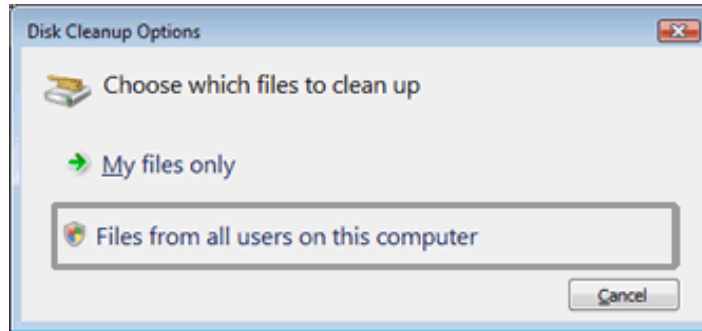 Disk Cleanup Options
Choose which files to clean up
My files only
Files from all users on this computer
Cancel